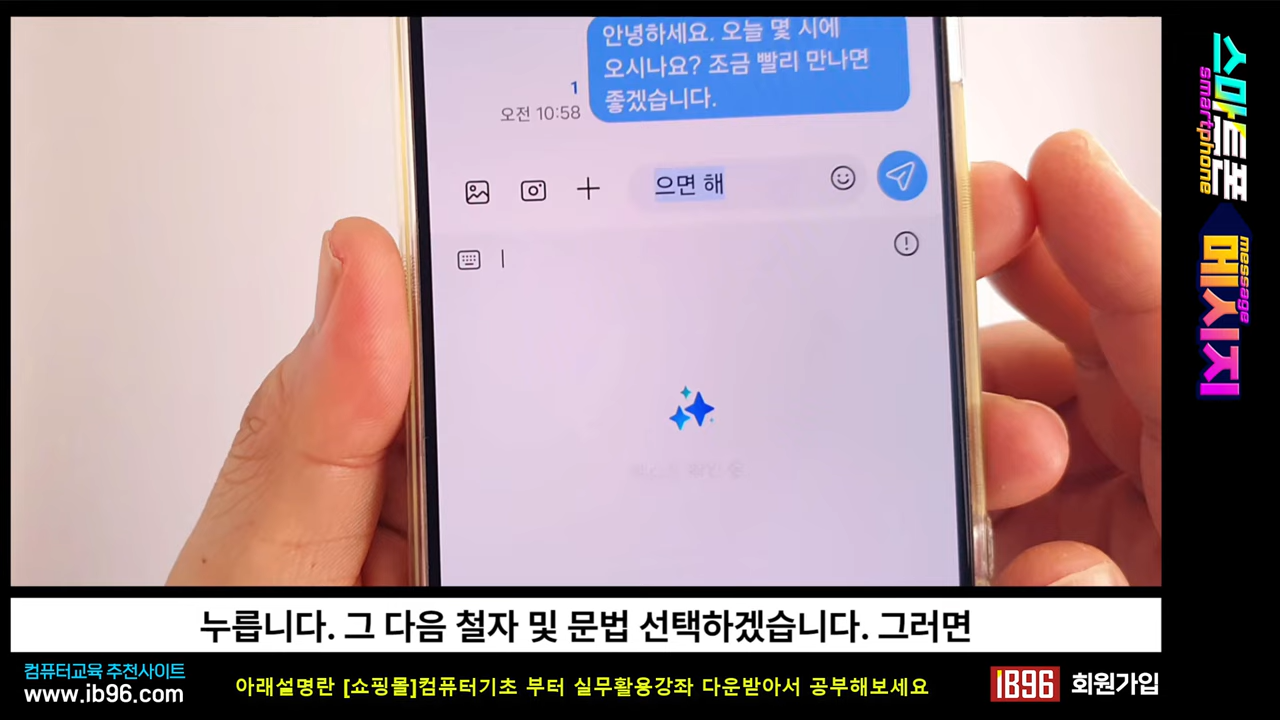 안녕하세요. 오늘 몇 시에
오시나요? 조금 빨리 만나면
좋겠습니다.
1
오전 10:58
으면 해
누릅니다. 그 다음 철자 및 문법 선택하겠습니다. 그러면
컴퓨터교육 추천사이트
www.ib96.com
아래설명란 [쇼핑몰]컴퓨터기초 부터 실무활용강좌 다운받아서 공부해보세요
IB96 회원가입
스마트폰
smartphone
메시지
message